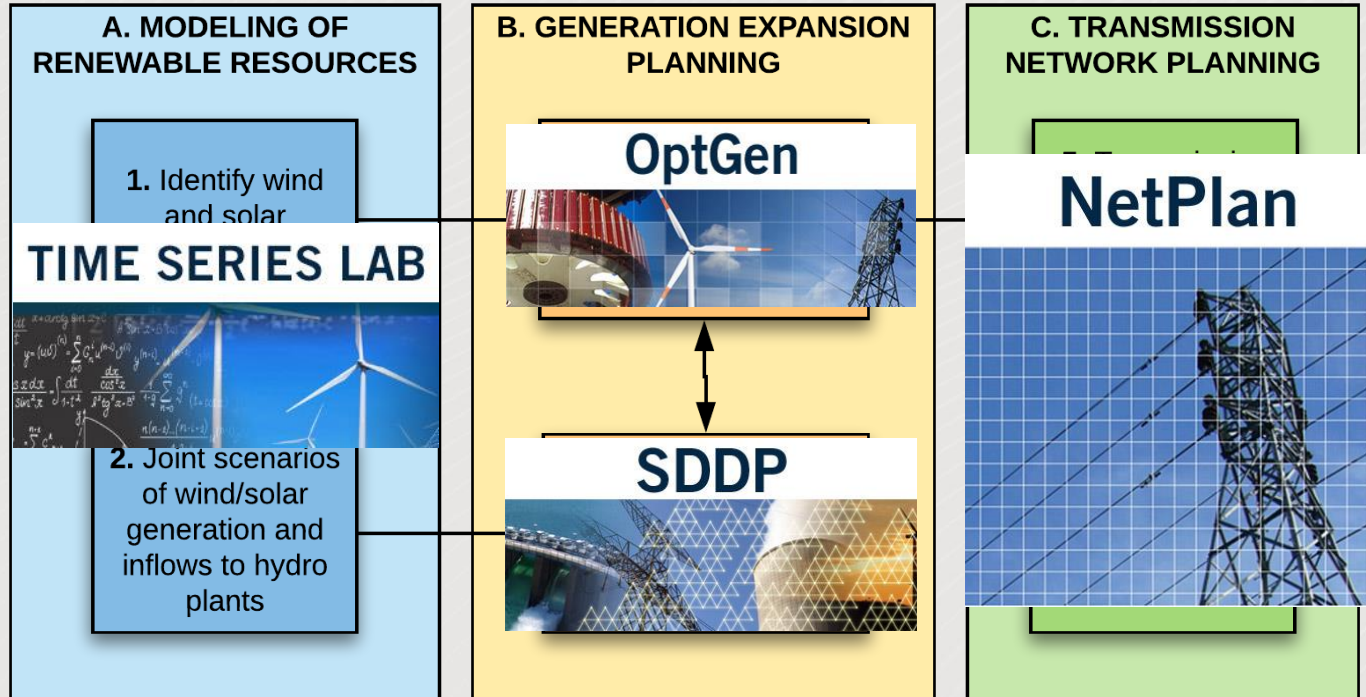 A. MODELING OF
RENEWABLE RESOURCES
1. Identify wind
and solar
TIME SERIES LAB
2. Joint scenarios
of wind/solar
generation and
inflows to hydro
plants
B. GENERATION EXPANSION
PLANNING
OptGen
SDDP
C. TRANSMISSION
NETWORK PLANNING
NetPlan